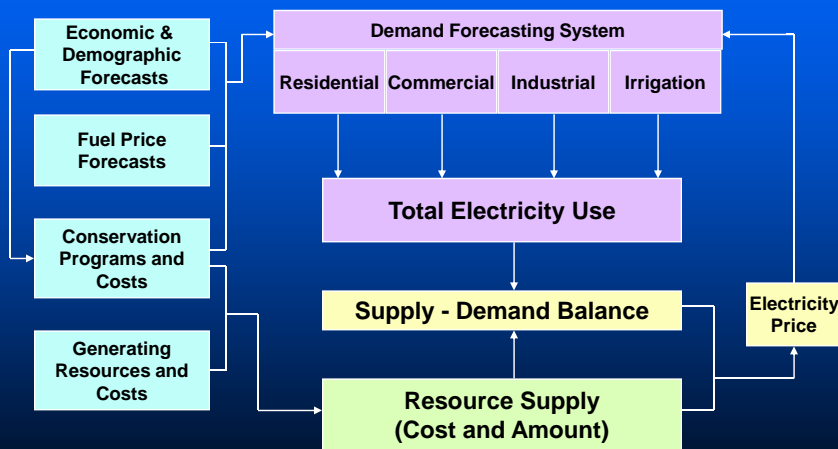 Economic &
Demographic
Forecasts
Fuel Price
Forecasts
Conservation
Programs and
Costs
Generating
Resources and
Costs
Demand Forecasting System
Residential Commercial Industrial Irrigation
Total Electricity Use
Supply - Demand Balance
Resource Supply
(Cost and Amount)
Electricity
Price